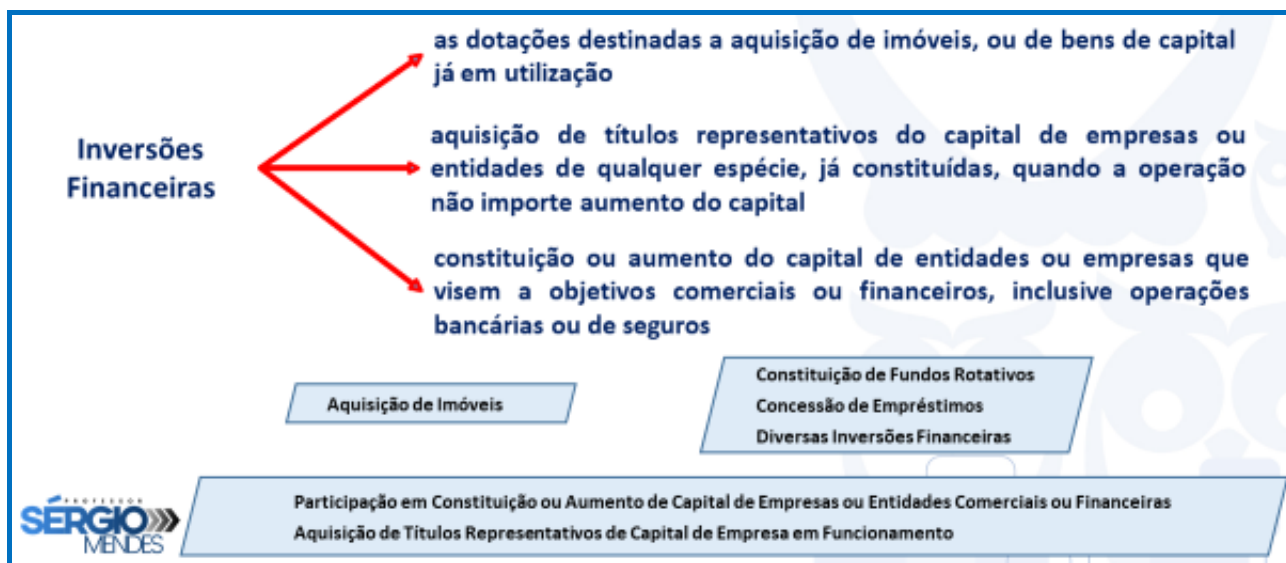 as dotações destinadas a aquisição de imóveis, ou de bens de capital
já em utilização
Inversões
Financeiras
aquisição de títulos representativos do capital de empresas ou
entidades de qualquer espécie, já constituídas, quando a operação
não importe aumento do capital
constituição ou aumento do capital de entidades ou empresas que
visem a objetivos comerciais ou financeiros, inclusive operações
bancárias ou de seguros
Aquisição de Imóveis
Constituição de Fundos Rotativos
Concessão de Empréstimos
Diversas Inversões Financeiras
Participação em Constituição ou Aumento de Capital de Empresas ou Entidades Comerciais ou Financeiras
Aquisição de Títulos Representativos de Capital de Empresa em Funcionamento
PROFESSOR
SÉRGIO
MENDES